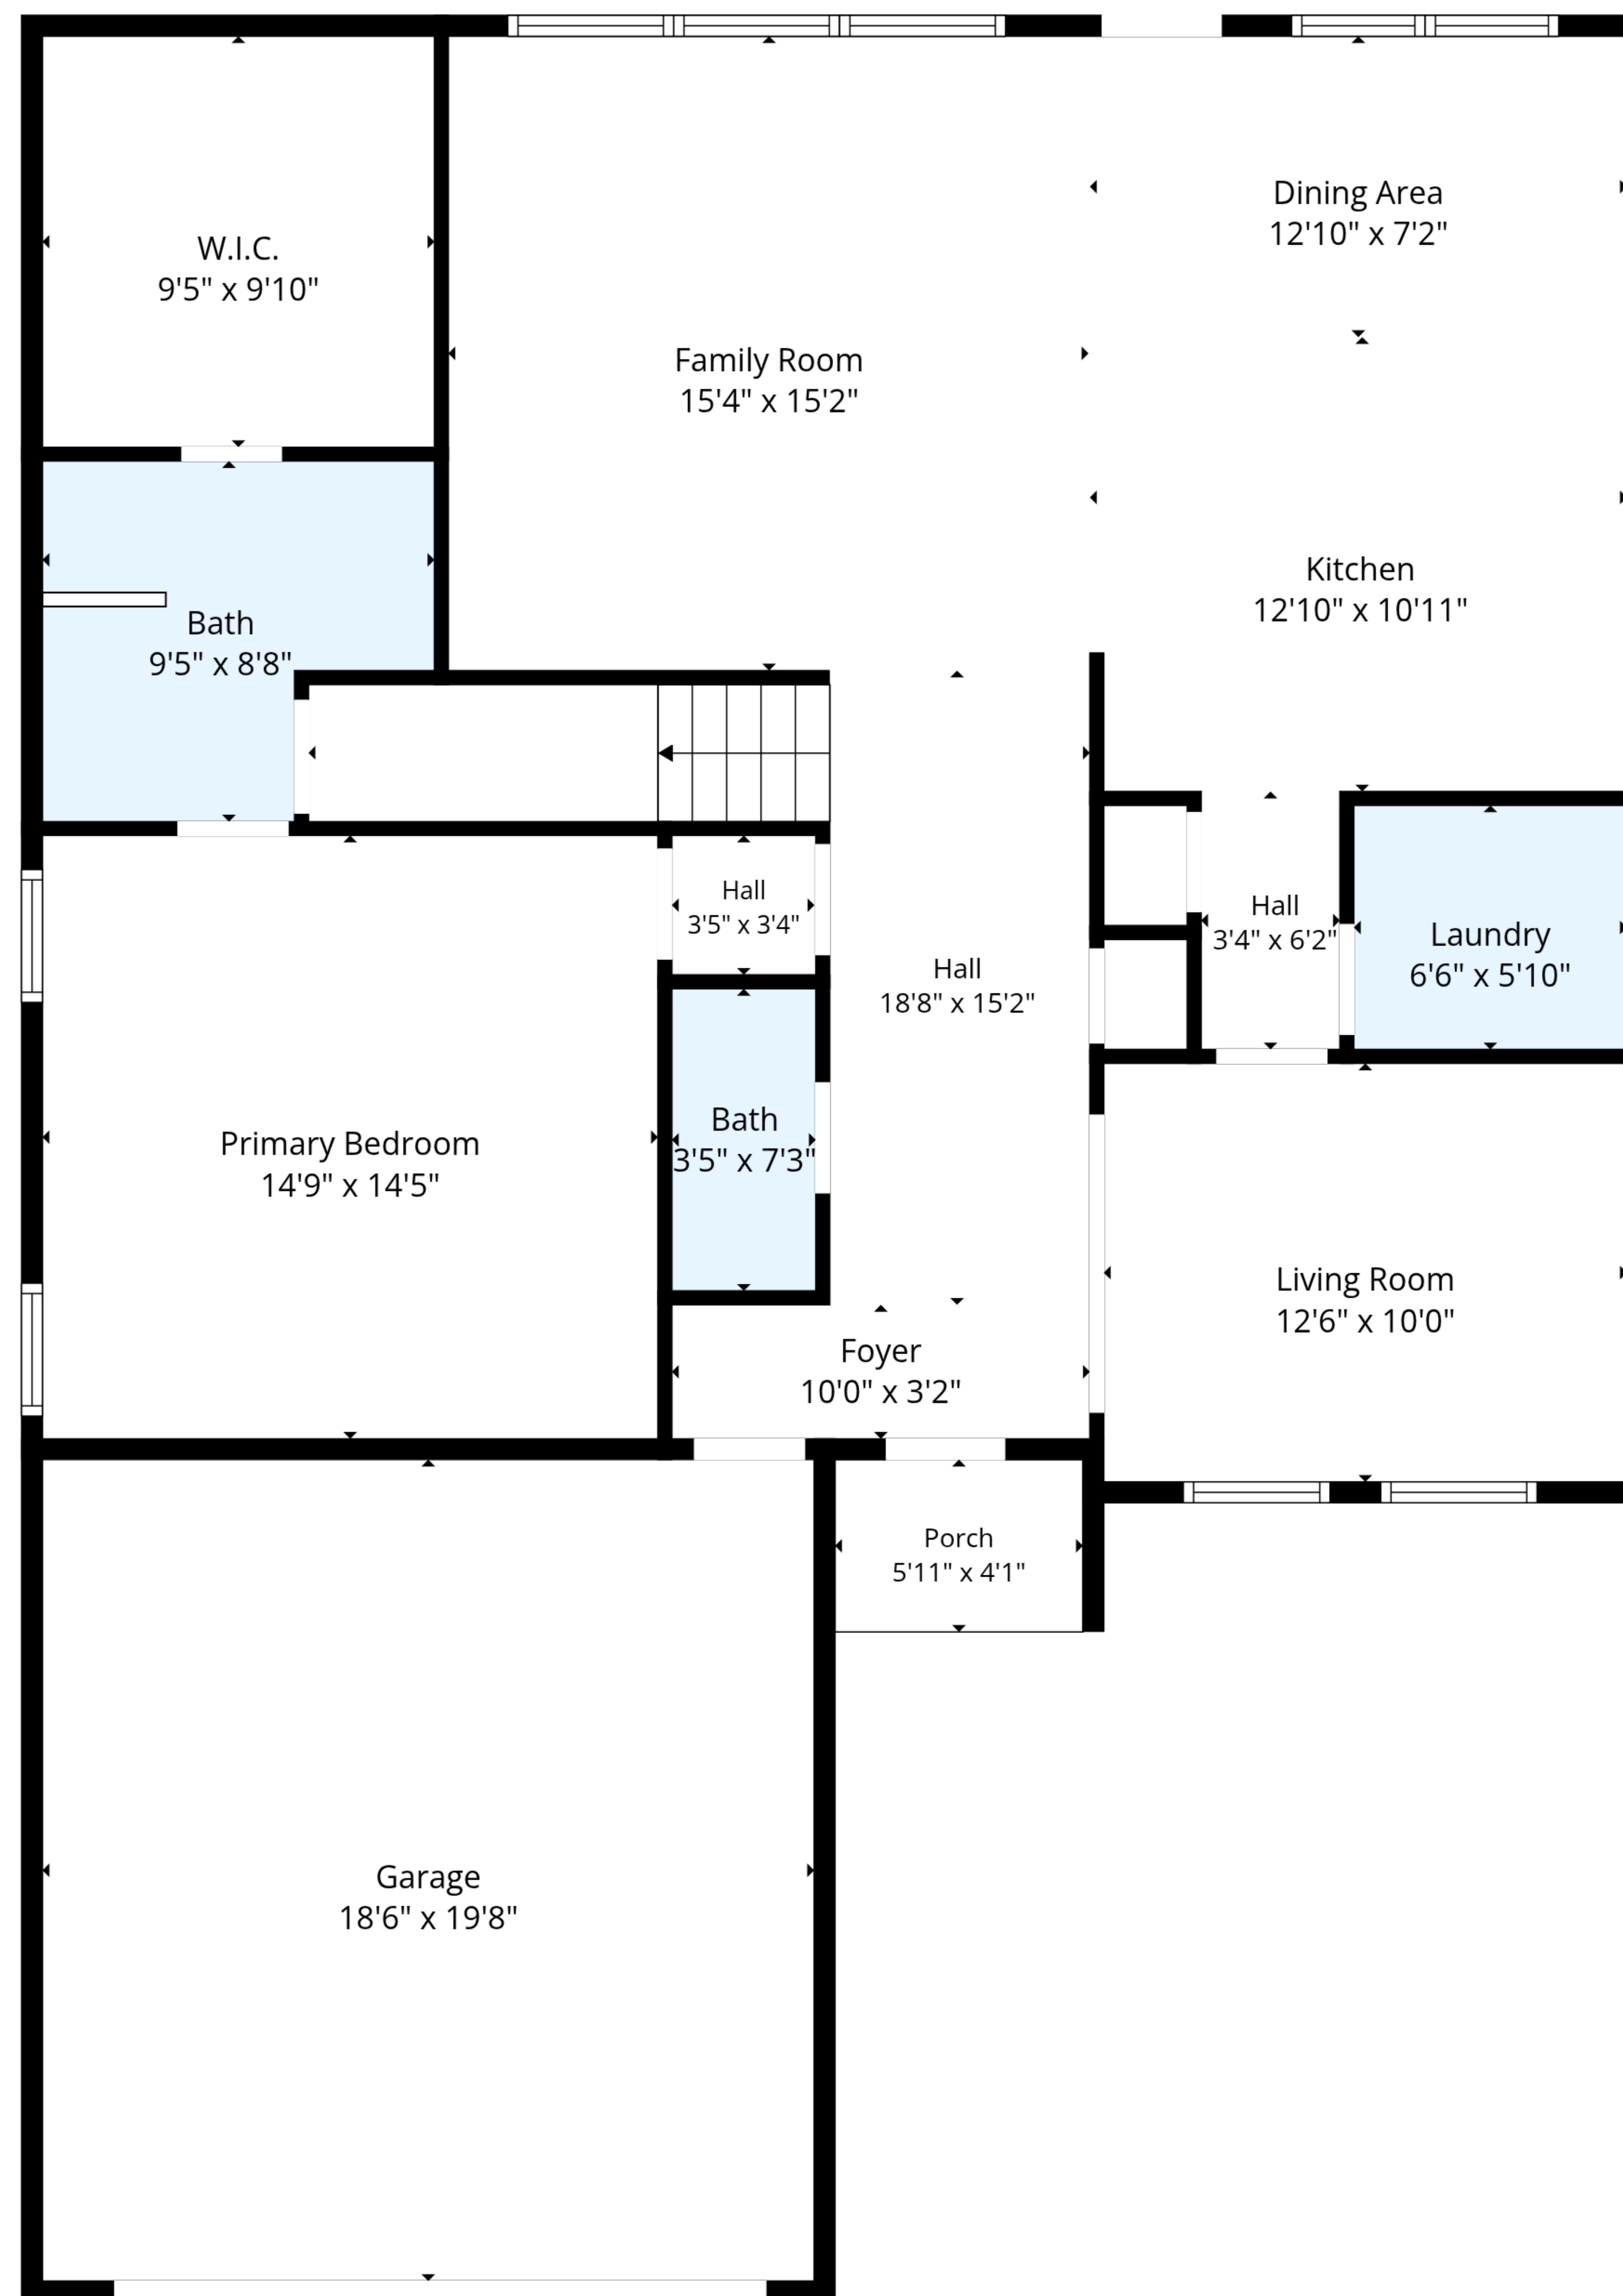 Dining Area
12'10" x 7'2"
W.I.C.
9'5" x 9'10"
Family Room
15'4" x 15'2"
Kitchen
12'10" x 10'11"
Bath
9'5" x 8'8"
Hall
3'5" x 3'4"
Hall
3'4" x 6'2"
Laundry
6'6" x 5'10"
Hall
18'8" x 15'2"
Bath
3'5" x 7'3"
Primary Bedroom
14'9" x 14'5"
Living Room
12'6" x 10'0"
Foyer
10'0" x 3'2"
Porch
5'11" x 4'1"
Garage
18'6" x 19'8"